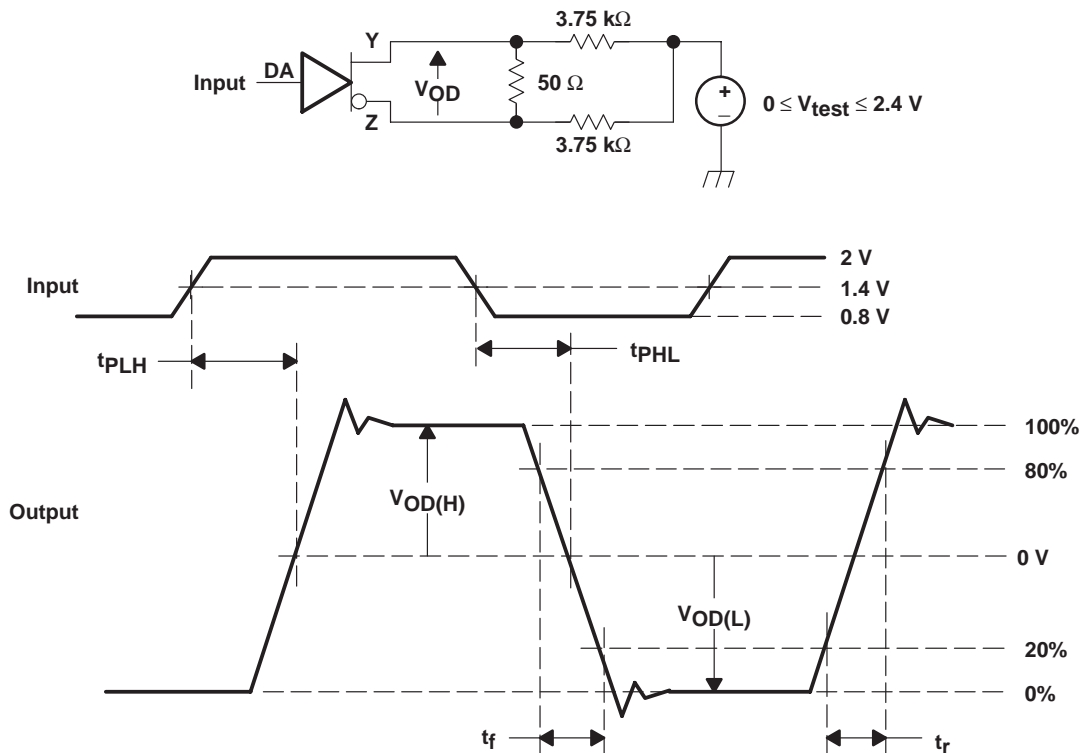 3.75 kΩ
Y
DA
Input
VOD
50 Ω
+
–
0 ≤ Vtest ≤ 2.4 V
Z
3.75 kΩ
2 V
Input
1.4 V
0.8 V
tPLH
tPHL
100%
80%
VOD(H)
Output
0 V
VOD(L)
20%
0%
tf
tr